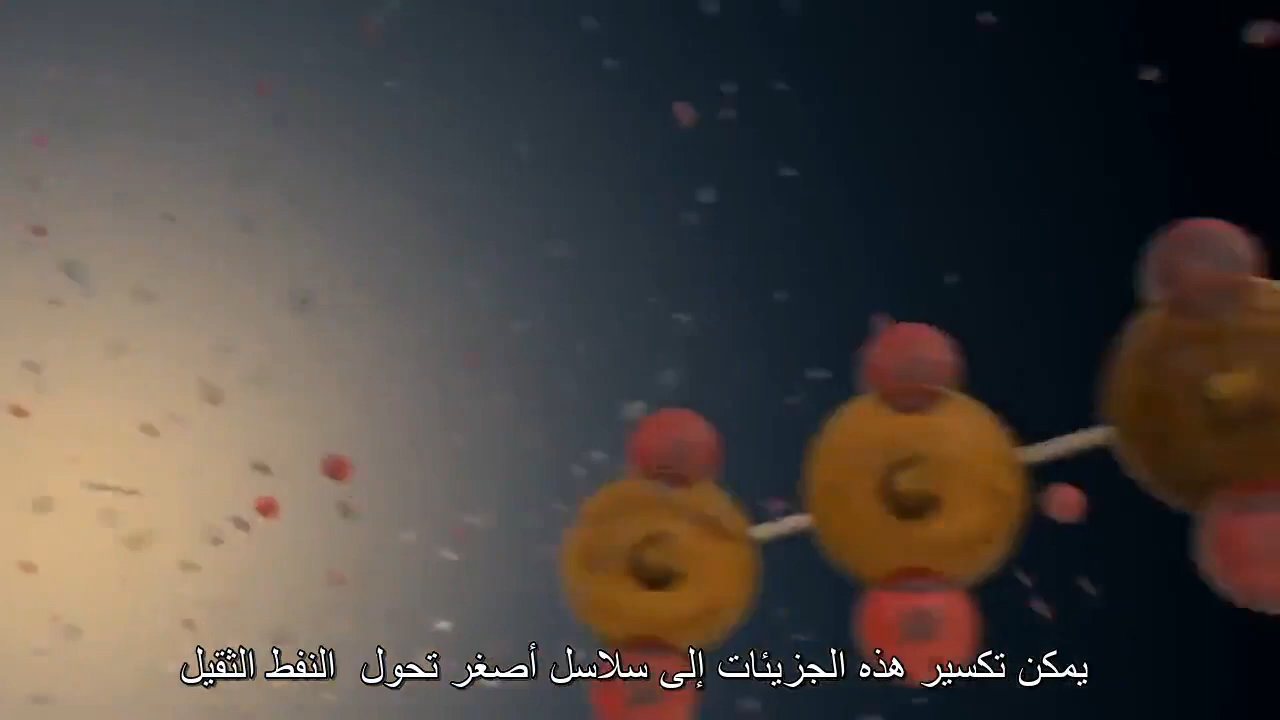 يمكن تكسير هذه الجزيئات إلى سلاسل أصغر تحول النفط الثقيل